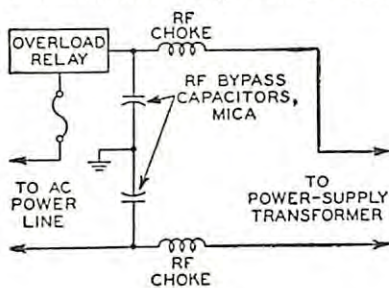 RF
CHOKE
OVERLOAD
RELAY
RF BYPASS
CAPACITORS,
MICA
TO AC
POWER
LINE
TO
POWER-SUPPLY
TRANSFORMER
RF
CHOKE